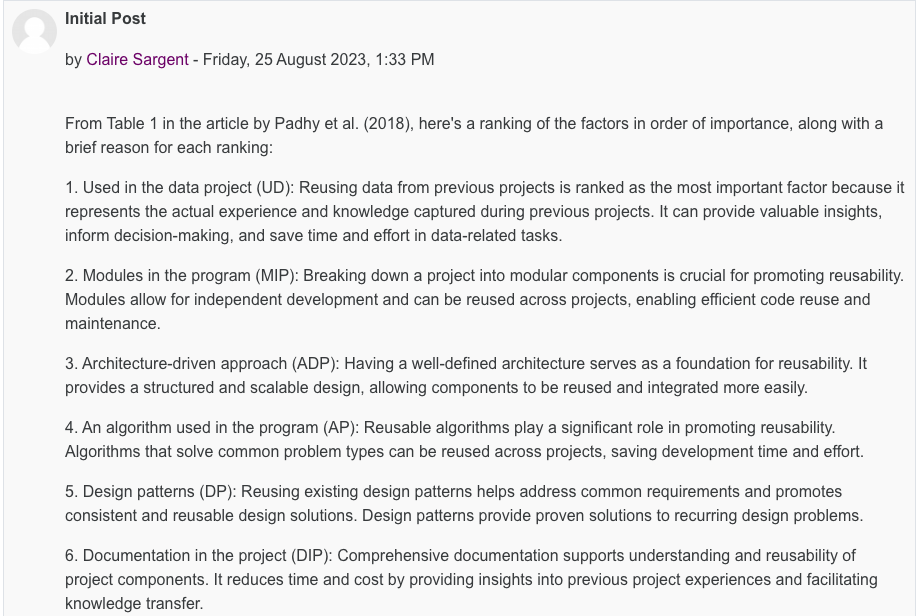 Initial Post
by Claire Sargent - Friday, 25 August 2023, 1:33 PM
From Table 1 in the article by Padhy et al. (2018), here's a ranking of the factors in order of importance, along with a
brief reason for each ranking:
1. Used in the data project (UD): Reusing data from previous projects is ranked as the most important factor because it
represents the actual experience and knowledge captured during previous projects. It can provide valuable insights,
inform decision-making, and save time and effort in data-related tasks.
2. Modules in the program (MIP): Breaking down a project into modular components is crucial for promoting reusability.
Modules allow for independent development and can be reused across projects, enabling efficient code reuse and
maintenance.
3. Architecture-driven approach (ADP): Having a well-defined architecture serves as a foundation for reusability. It
provides a structured and scalable design, allowing components to be reused and integrated more easily.
4. An algorithm used in the program (AP): Reusable algorithms play a significant role in promoting reusability.
Algorithms that solve common problem types can be reused across projects, saving development time and effort.
5. Design patterns (DP): Reusing existing design patterns helps address common requirements and promotes
consistent and reusable design solutions. Design patterns provide proven solutions to recurring design problems.
6. Documentation in the project (DIP): Comprehensive documentation supports understanding and reusability of
project components. It reduces time and cost by providing insights into previous project experiences and facilitating
knowledge transfer.